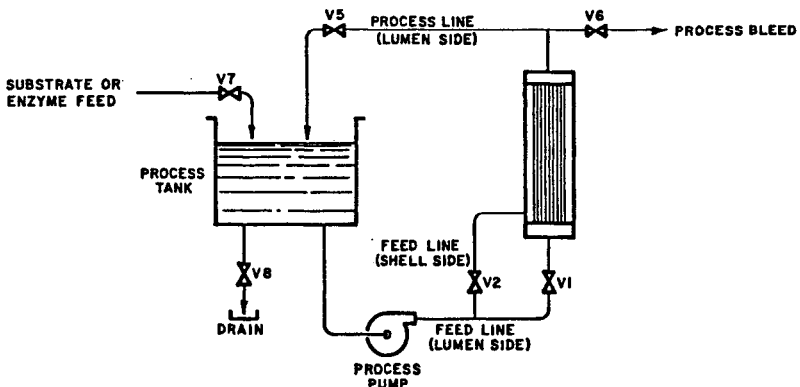 V5
PROCESS LINE
(LUMEN SIDE)
V6
PROCESS BLEED
SUBSTRATE OR
ENZYME FEED
V7
PROCESS
TANK
FEED LINE
(SHELL SIDE)
V8
V2
V1
DRAIN
FEED LINE
(LUMEN SIDE)
PROCESS
PUMP